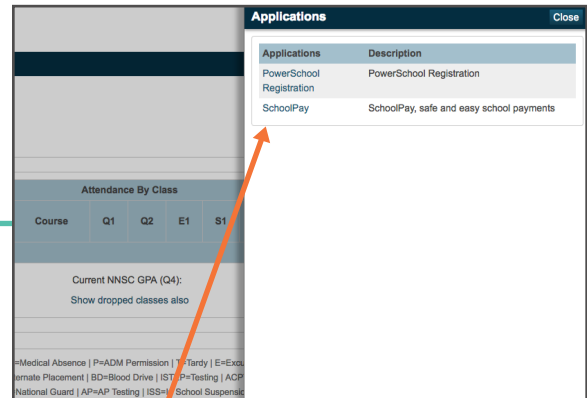 Applications
Close
Applications Description
PowerSchool Registration PowerSchool Registration
SchoolPay SchoolPay, safe and easy school payments
Attendance By Class
Course Q1 Q2 E1 S1
Current NNSC GPA (Q4):
Show dropped classes also
=Medical Absence | P=ADM Permission | T=Tardy | E=Excu
ernate Placement | BD=Blood Drive | =Testing | ACP
National Guard | AP=AP Testing | ISS= School Suspensio